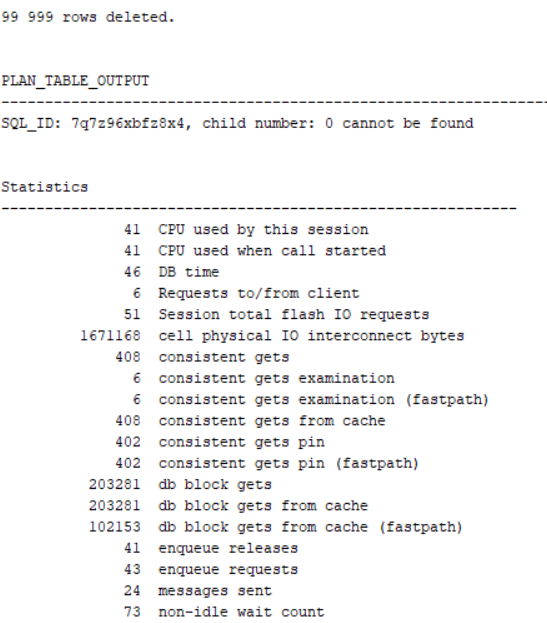 99 999 rows deleted.
PLAN_TABLE_OUTPUT
--------------------------------------------------------------
SQL_ID: 7q7z96xbfz8x4, child number: 0 cannot be found
Statistics
-----------------------------------------------------------
41 CPU used by this session
41 CPU used when call started
46 DB time
6 Requests to/from client
51 Session total flash IO requests
1671168 cell physical IO interconnect bytes
408 consistent gets
6 consistent gets examination
6 consistent gets examination (fastpath)
408 consistent gets from cache
402 consistent gets pin
402 consistent gets pin (fastpath)
203281 db block gets
203281 db block gets from cache
102153 db block gets from cache (fastpath)
41 enqueue releases
43 enqueue requests
24 messages sent
73 non-idle wait count